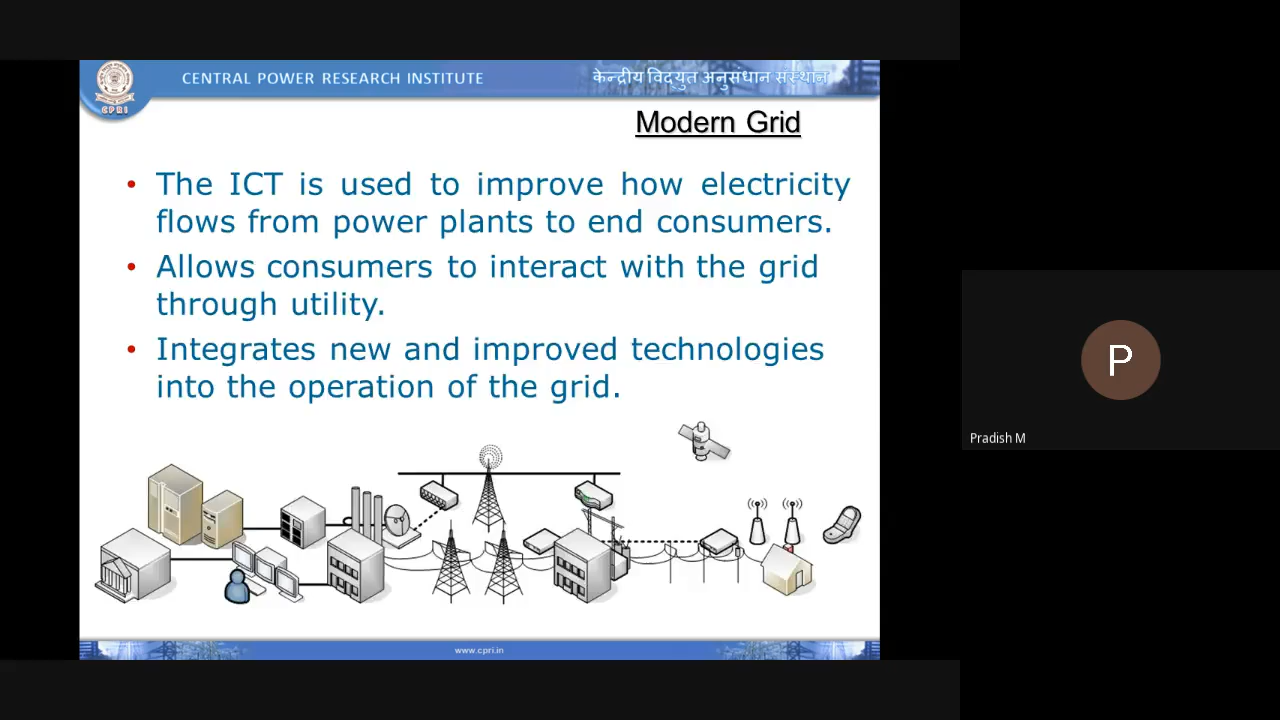 CENTRAL POWER RESEARCH INSTITUTE
केन्द्रीय विद्युत अनुसंधान संस्थान
CPRI
Modern Grid
• The ICT is used to improve how electricity
flows from power plants to end consumers.
• Allows consumers to interact with the grid
through utility.
• Integrates new and improved technologies
into the operation of the grid.
www.cpri.in
P
Pradish M